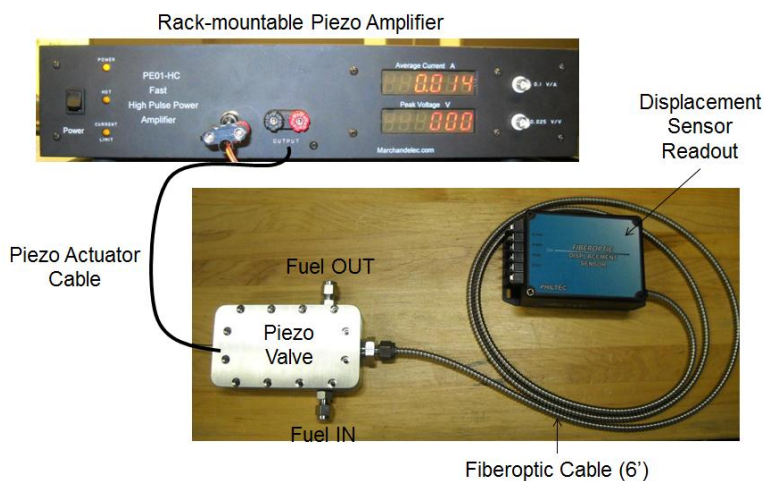 Rack-mountable Piezo Amplifier
POWER
HCT
CURRENT
LIMIT
Power
PE01-HC
Fast
High Pulse Power
Amplifier
OUTPUT
Average Current A
0.014
0.1 V/A
Peak Voltage V
000
0.025 V/V
Marchandelec.com
Displacement
Sensor
Readout
Piezo Actuator
Cable
Fuel OUT
Piezo
Valve
Fuel IN
FIBEROPTIC
DISPLACEMENT
SENSOR
PHILTEC
Fiberoptic Cable (6')